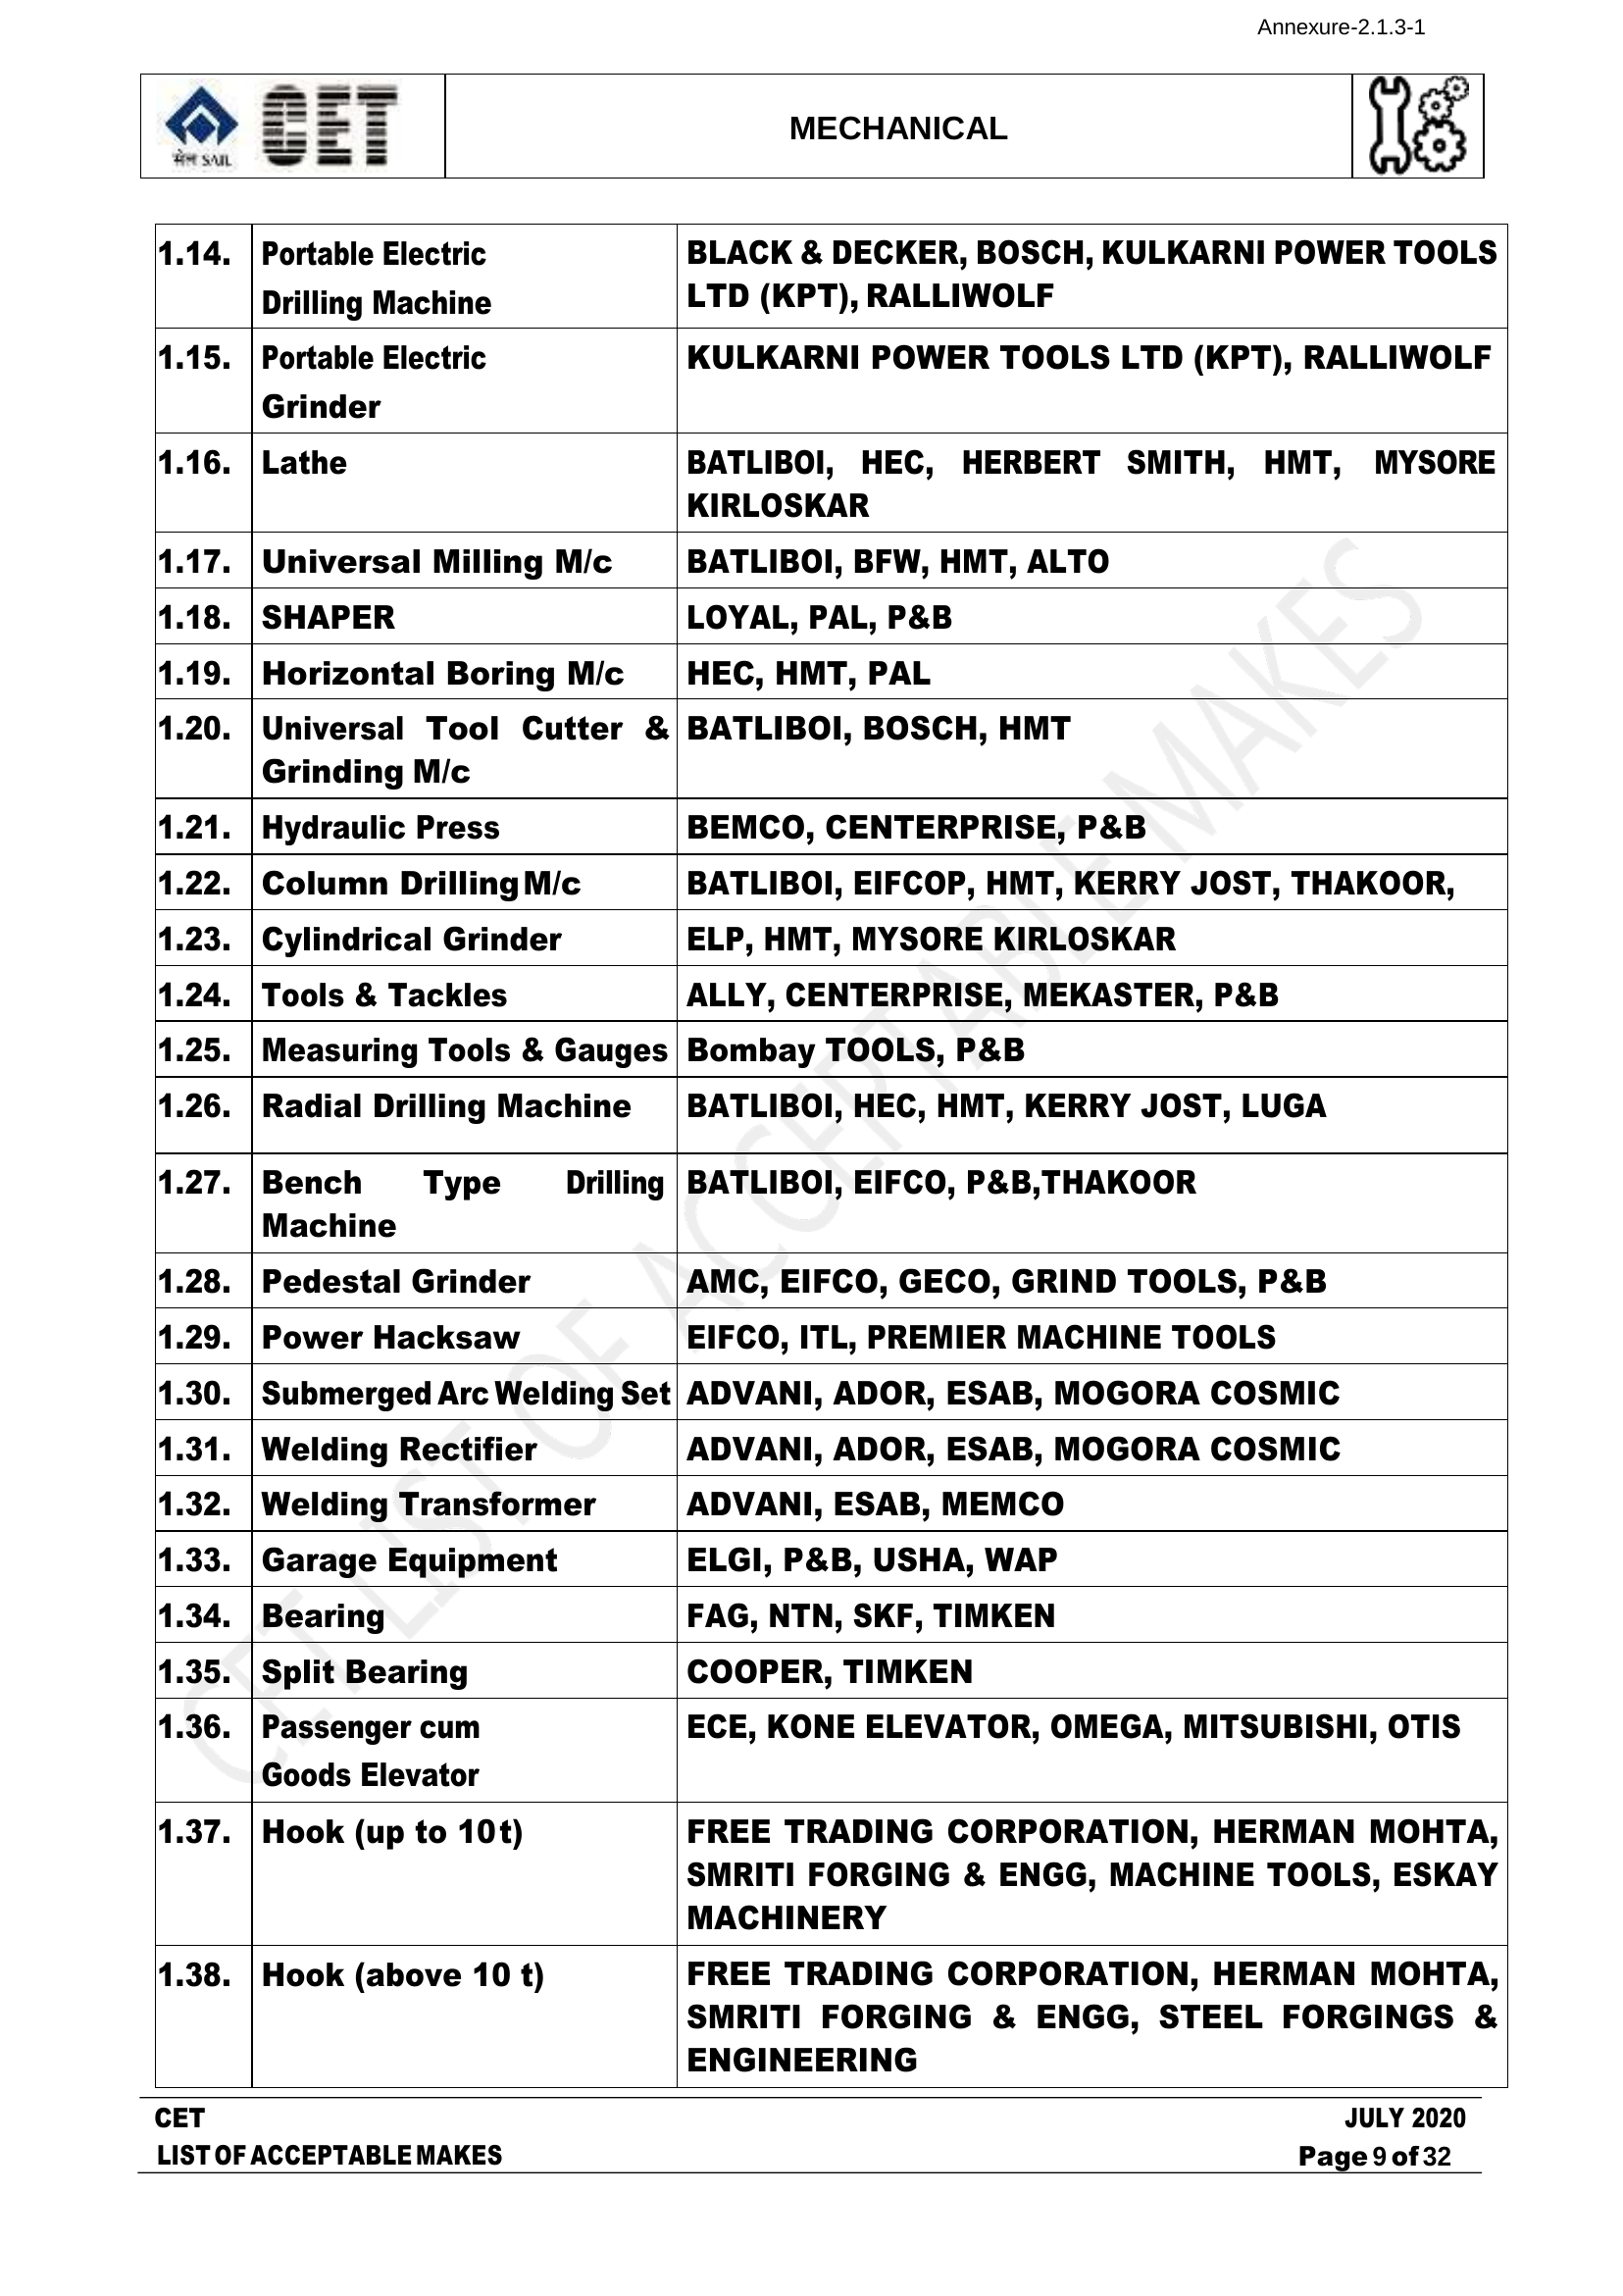 Annexure-2.1.3-1
सेल SAIL
CET
MECHANICAL
1.14. Portable Electric Drilling Machine BLACK & DECKER, BOSCH, KULKARNI POWER TOOLS
LTD (KPT), RALLIWOLF
1.15. Portable Electric Grinder KULKARNI POWER TOOLS LTD (KPT), RALLIWOLF
1.16. Lathe BATLIBOI, HEC, HERBERT SMITH, HMT, MYSORE
KIRLOSKAR
1.17. Universal Milling M/c BATLIBOI, BFW, HMT, ALTO
1.18. SHAPER LOYAL, PAL, P&B
1.19. Horizontal Boring M/c HEC, HMT, PAL
1.20. Universal Tool Cutter & BATLIBOI, BOSCH, HMT
Grinding M/c
1.21. Hydraulic Press BEMCO, CENTERPRISE, P&B
1.22. Column Drilling M/c BATLIBOI, EIFCOP, HMT, KERRY JOST, THAKOOR,
1.23. Cylindrical Grinder ELP, HMT, MYSORE KIRLOSKAR
1.24. Tools & Tackles ALLY, CENTERPRISE, MEKASTER, P&B
1.25. Measuring Tools & Gauges Bombay TOOLS, P&B
1.26. Radial Drilling Machine BATLIBOI, HEC, HMT, KERRY JOST, LUGA
1.27. Bench Type Drilling BATLIBOI, EIFCO, P&B,THAKOOR
Machine
1.28. Pedestal Grinder AMC, EIFCO, GECO, GRIND TOOLS, P&B
1.29. Power Hacksaw EIFCO, ITL, PREMIER MACHINE TOOLS
1.30. Submerged Arc Welding Set ADVANI, ADOR, ESAB, MOGORA COSMIC
1.31. Welding Rectifier ADVANI, ADOR, ESAB, MOGORA COSMIC
1.32. Welding Transformer ADVANI, ESAB, MEMCO
1.33. Garage Equipment ELGI, P&B, USHA, WAP
1.34. Bearing FAG, NTN, SKF, TIMKEN
1.35. Split Bearing COOPER, TIMKEN
1.36. Passenger cum ECE, KONE ELEVATOR, OMEGA, MITSUBISHI, OTIS
Goods Elevator
1.37. Hook (up to 10t) FREE TRADING CORPORATION, HERMAN MOHTA,
SMRITI FORGING & ENGG, MACHINE TOOLS, ESKAY
MACHINERY
1.38. Hook (above 10 t) FREE TRADING CORPORATION, HERMAN MOHTA,
SMRITI FORGING & ENGG, STEEL FORGINGS &
ENGINEERING
CET LIST OF ACCEPTABLE MAKES
CET JULY 2020
LIST OF ACCEPTABLE MAKES Page 9 of 32